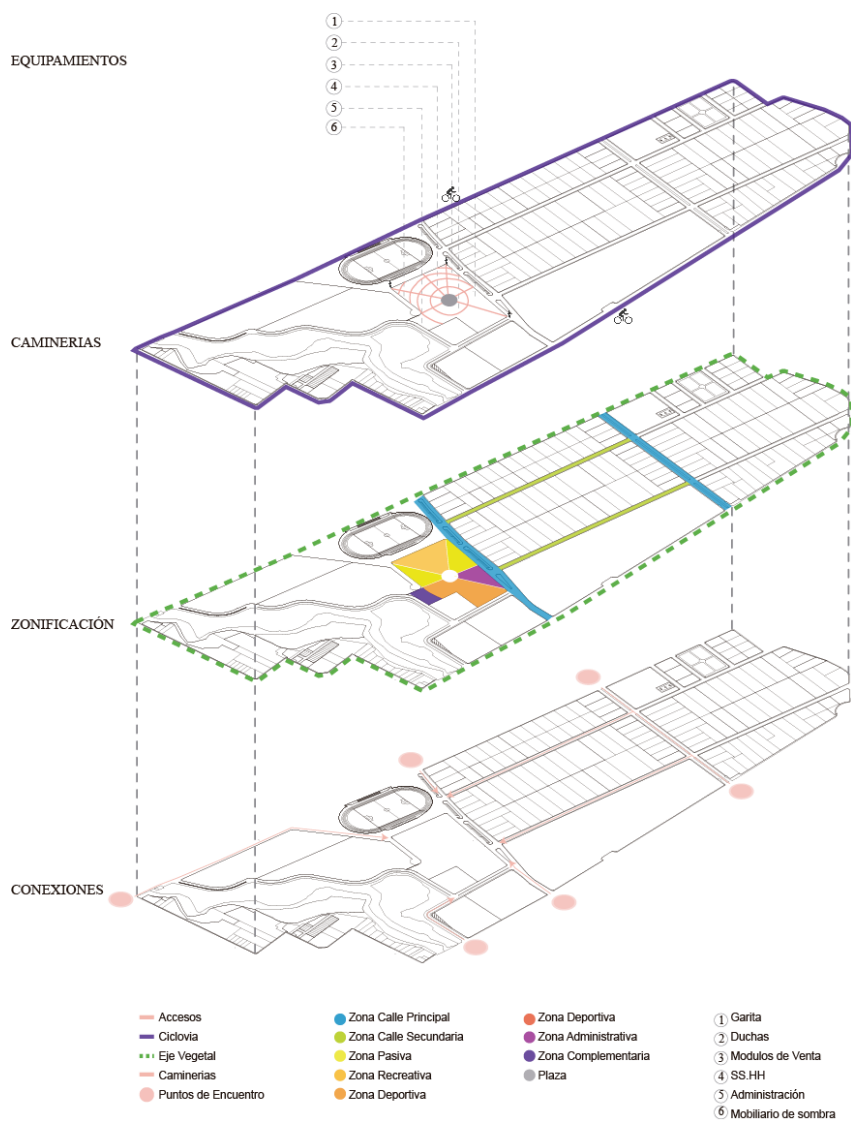 1
2
3
EQUIPAMIENTOS
4
5
6
CAMINERIAS
ZONIFICACIÓN
CONEXIONES
Accesos
Ciclovia
Eje Vegetal
Caminerias
Puntos de Encuentro
Zona Calle Principal
Zona Calle Secundaria
Zona Pasiva
Zona Recreativa
Zona Deportiva
Zona Deportiva
Zona Administrativa
Zona Complementaria
Plaza
1 Garita
2 Duchas
3 Modulos de Venta
4 SS.HH
5 Administración
6 Mobiliario de sombra